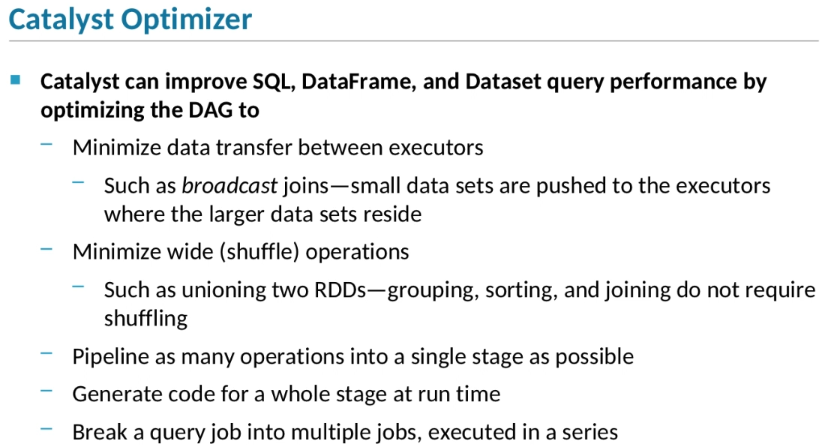 Catalyst Optimizer
Catalyst can improve SQL, DataFrame, and Dataset query performance by
optimizing the DAG to
– Minimize data transfer between executors
– Such as broadcast joins—small data sets are pushed to the executors
where the larger data sets reside
– Minimize wide (shuffle) operations
– Such as unioning two RDDs—grouping, sorting, and joining do not require
shuffling
– Pipeline as many operations into a single stage as possible
– Generate code for a whole stage at run time
– Break a query job into multiple jobs, executed in a series